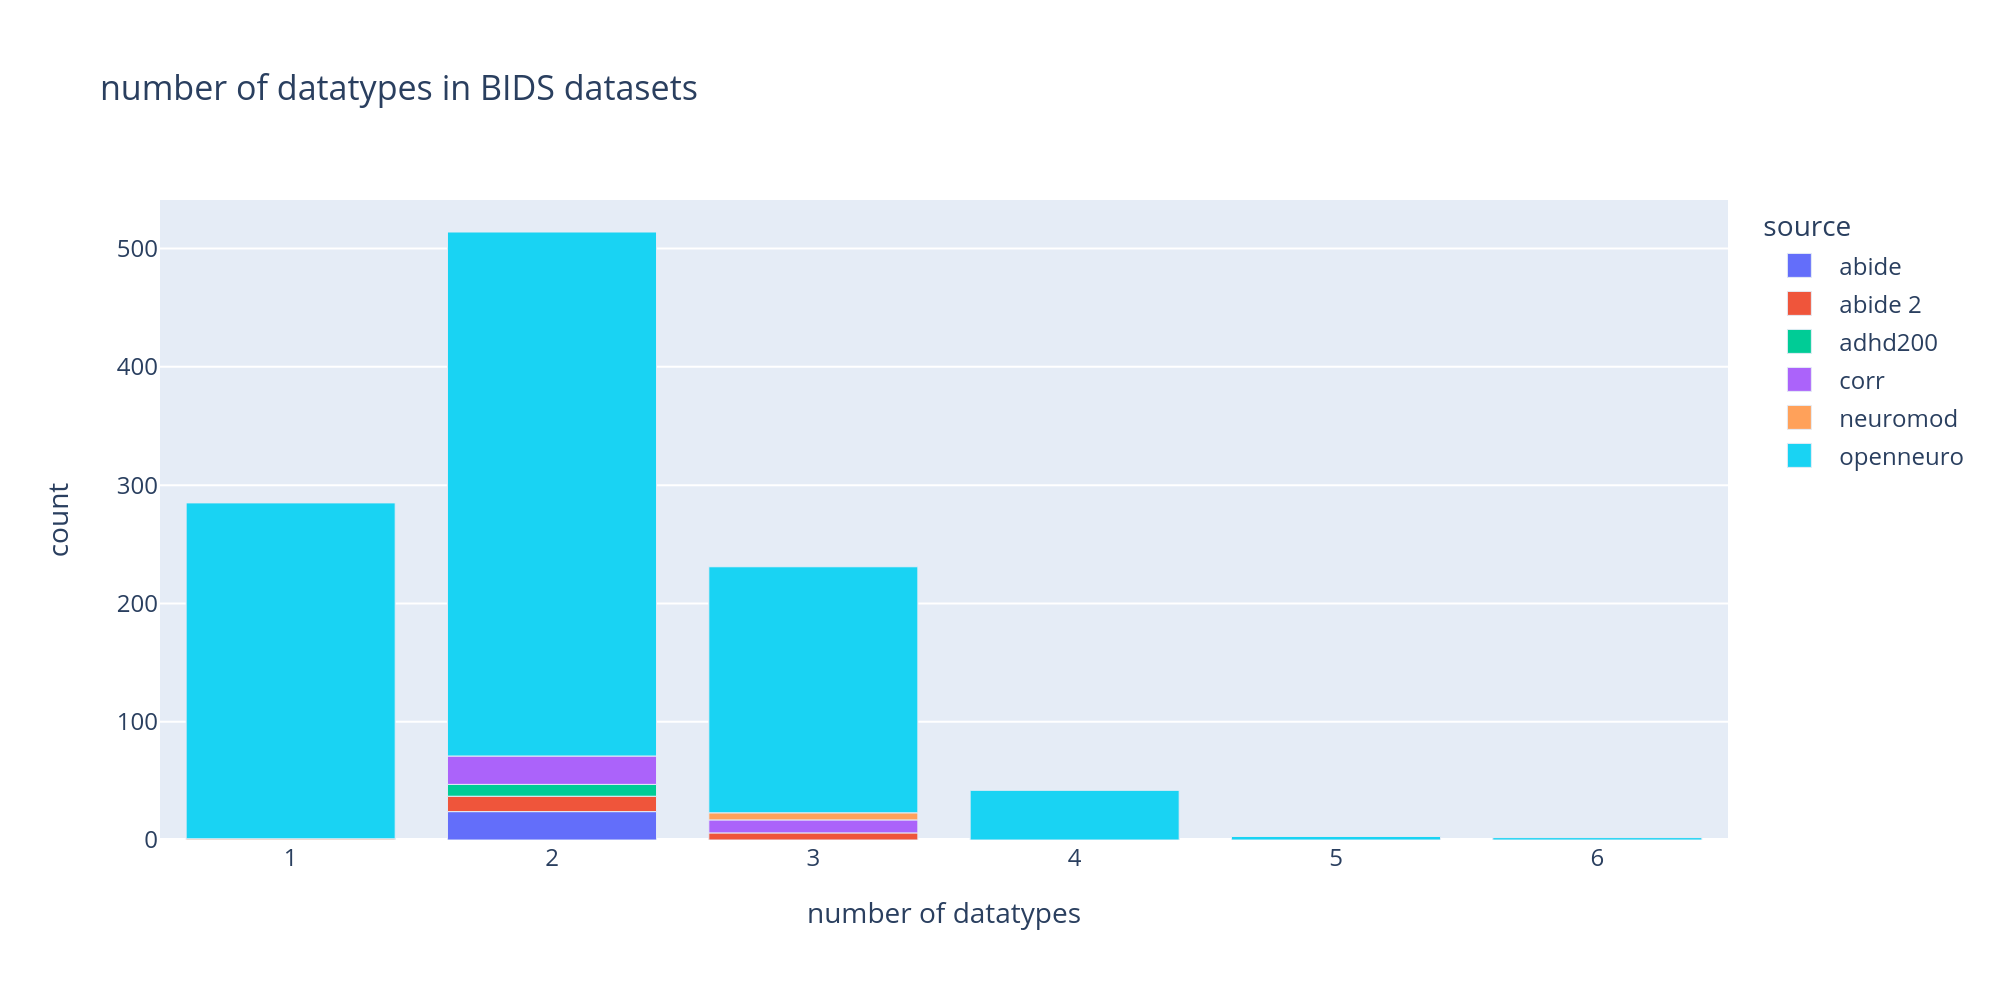 number of datatypes in BIDS datasets
source
abide
abide 2
adhd200
corr
neuromod
openneuro
500
400
300
200
100
0
count
1 2 3 4 5 6
number of datatypes